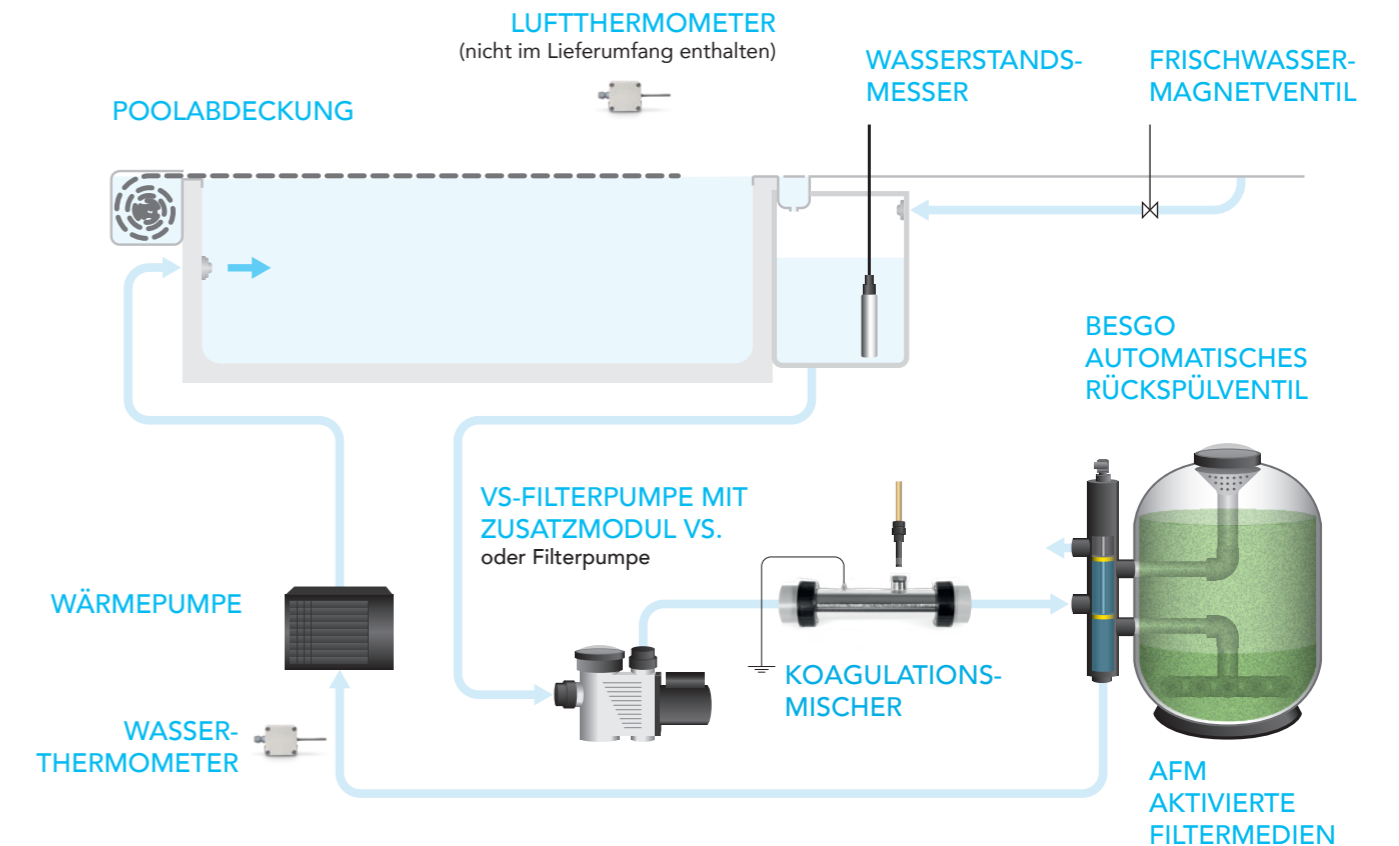 LUFTTHERMOMETER
(nicht im Lieferumfang enthalten)
WASSERSTANDS-
MESSER
FRISCHWASSER-
MAGNETVENTIL
POOLABDECKUNG
BESGO
AUTOMATISCHES
RÜCKSPÜLVENTIL
VS-FILTERPUMPE MIT
ZUSATZMODUL VS.
oder Filterpumpe
WÄRMEPUMPE
KOAGULATIONS-
MISCHER
WASSER-
THERMOMETER
AFM
AKTIVIERTE
FILTERMEDIEN